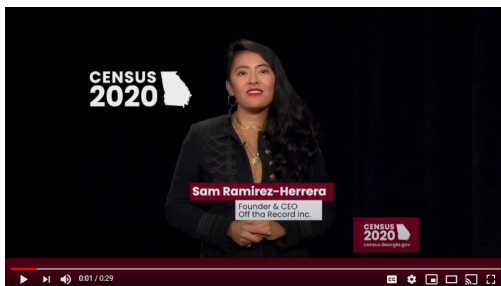 CENSUS
2020
Sam Ramirez-Herrera
Founder & CEO
Off tha Record Inc.
CENSUS
2020
census.Georgia.gov
0:01 / 0:29
CC